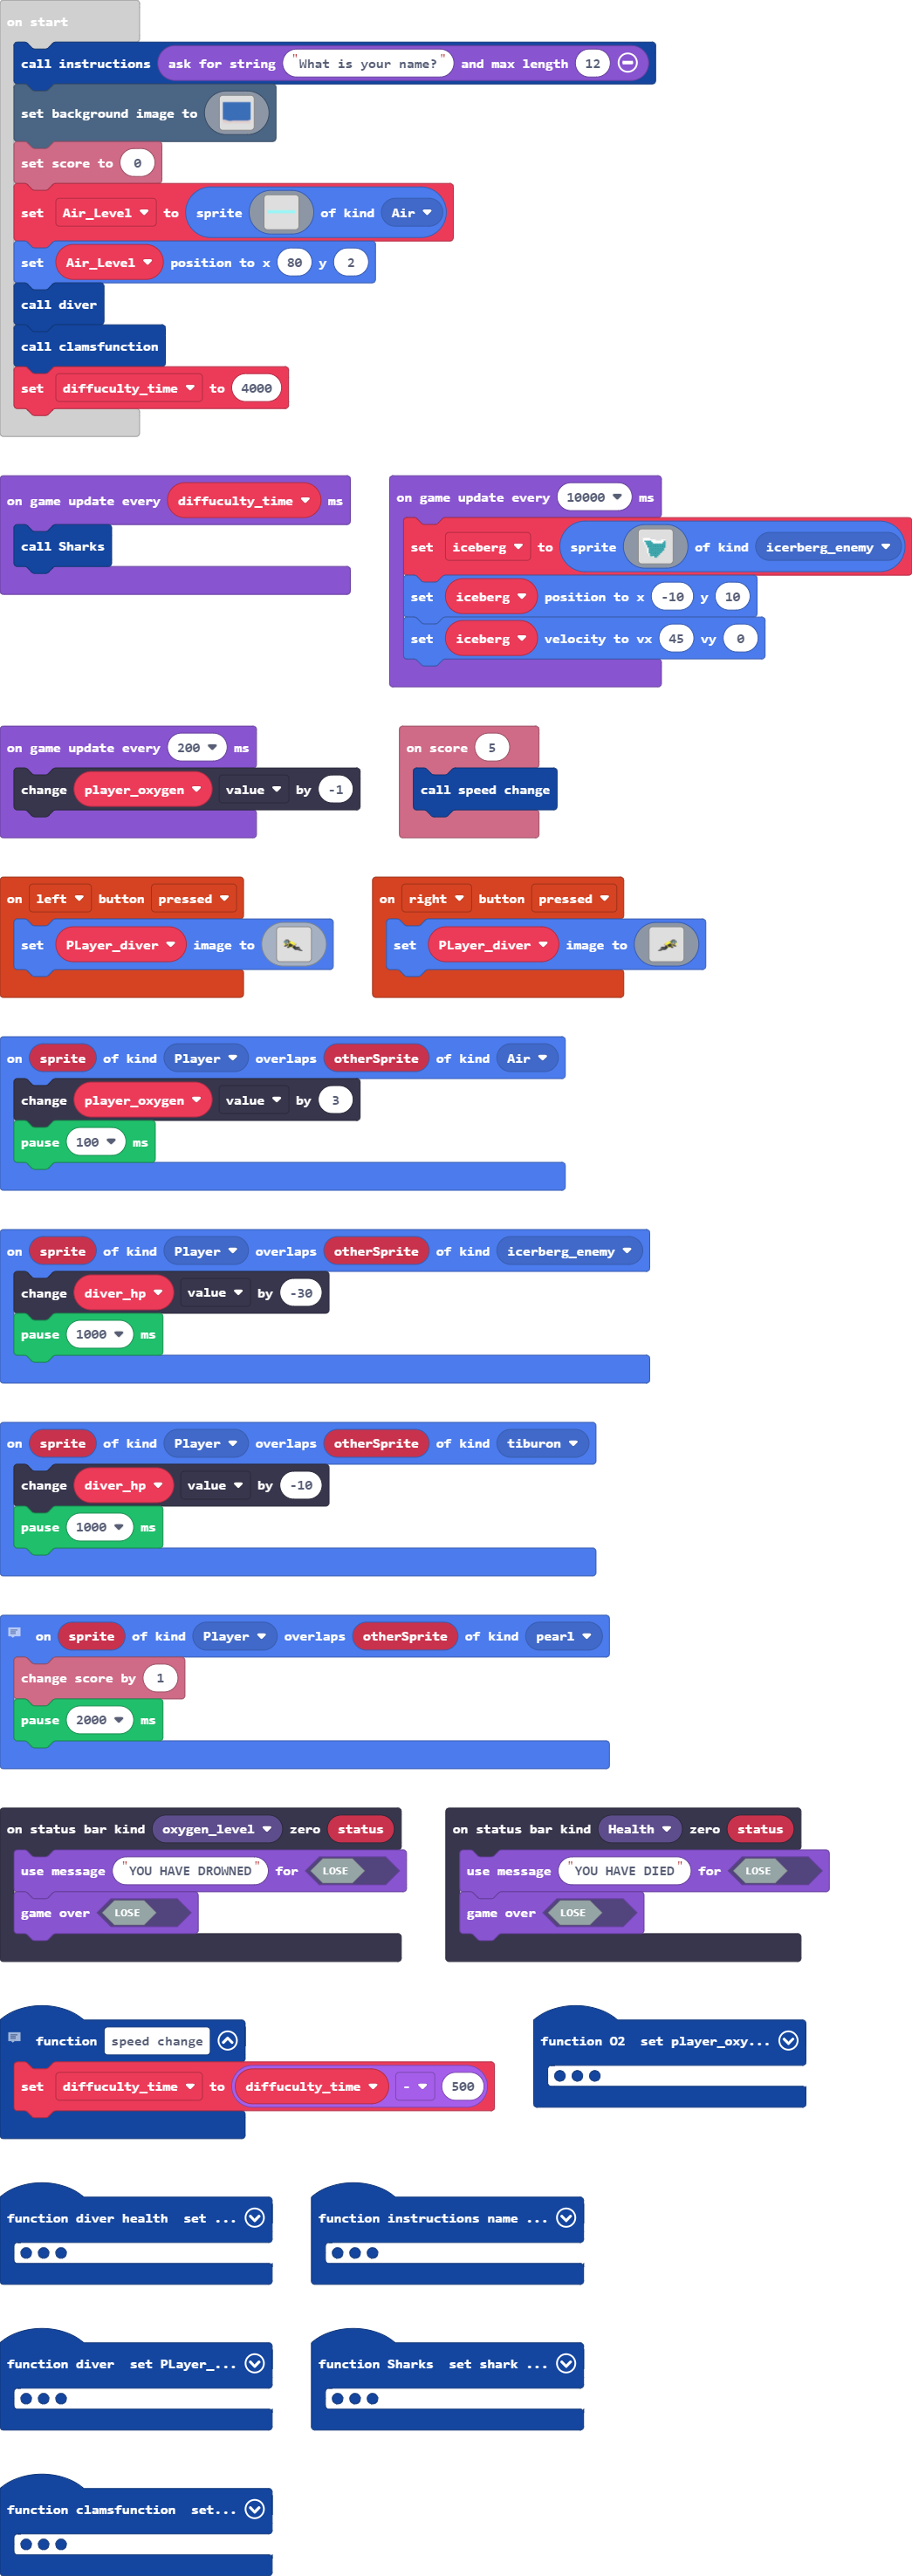 on start
call instructions ask for string "What is your name?" and max length 12
set background image to
set score to 0
set Air_Level to sprite of kind Air
set Air_Level position to x 80 y 2
call diver
call clamsfunction
set diffuculty_time to 4000
on game update every diffuculty_time ms
call Sharks
on game update every 10000 ms
set iceberg to sprite of kind icerberg_enemy
set iceberg position to x -10 y 10
set iceberg velocity to vx 45 vy 0
on game update every 200 ms
change player_oxygen value by -1
on score 5
call speed change
on left button pressed
set PLayer_diver image to
on right button pressed
set PLayer_diver image to
on sprite of kind Player overlaps otherSprite of kind Air
change player_oxygen value by 3
pause 100 ms
on sprite of kind Player overlaps otherSprite of kind icerberg_enemy
change diver_hp value by -30
pause 1000 ms
on sprite of kind Player overlaps otherSprite of kind tiburon
change diver_hp value by -10
pause 1000 ms
on sprite of kind Player overlaps otherSprite of kind pearl
change score by 1
pause 2000 ms
on status bar kind oxygen_level zero status
use message "YOU HAVE DROWNED" for LOSE
game over LOSE
on status bar kind Health zero status
use message "YOU HAVE DIED" for LOSE
game over LOSE
function speed change
set diffuculty_time to diffuculty_time - 500
function O2 set player_oxy...
function diver health set ...
function instructions name ...
function diver set PLayer_...
function Sharks set shark ...
function clamsfunction set...